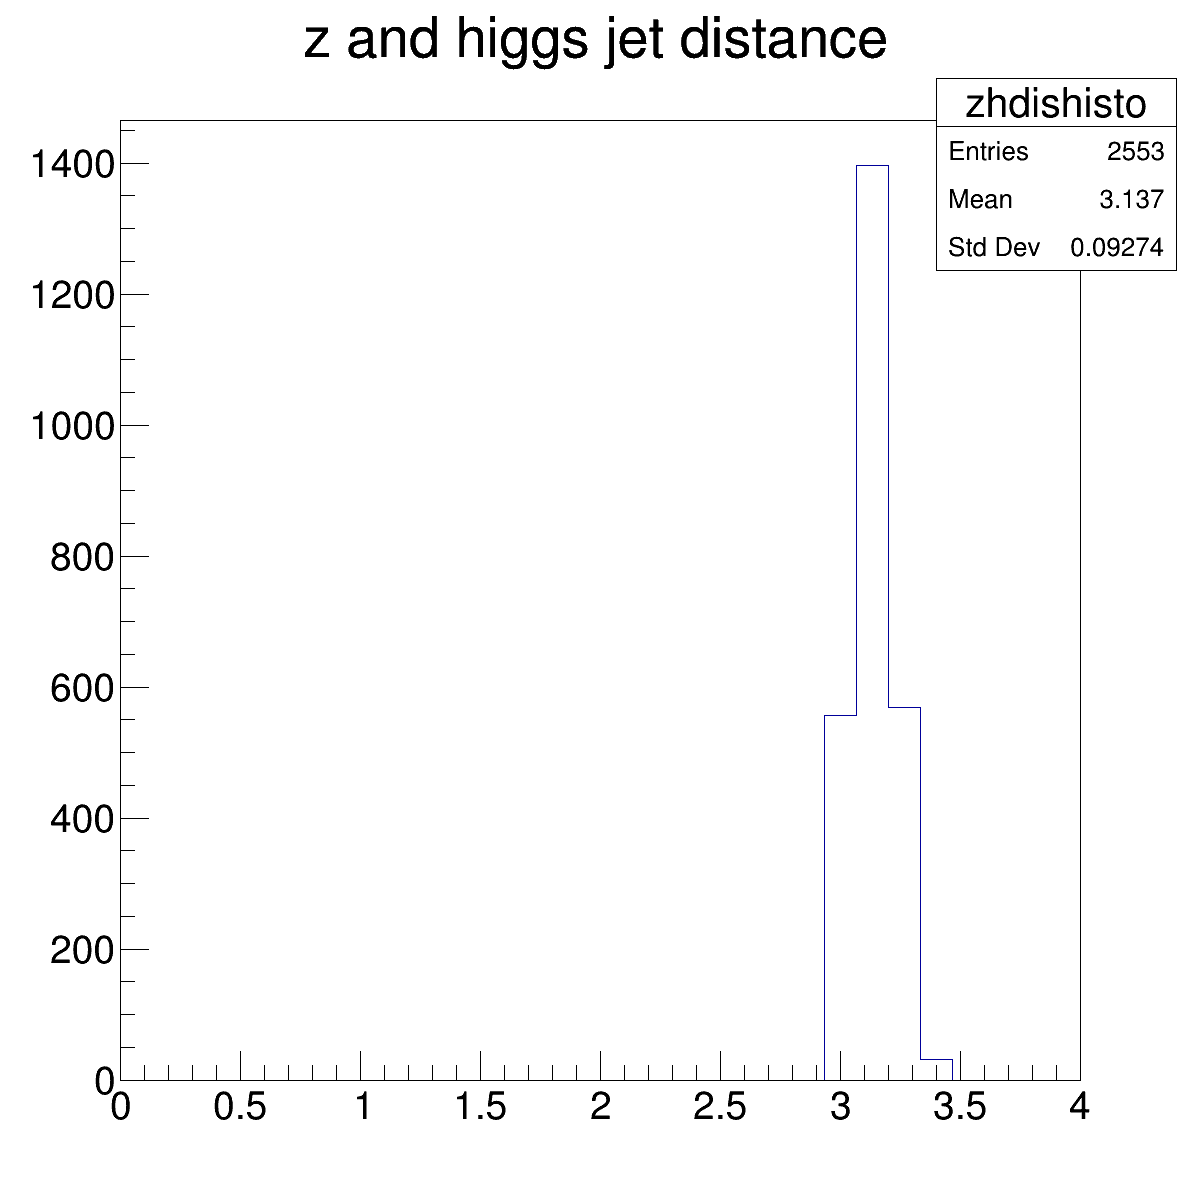 z and higgs jet distance
zhdishisto
Entries 2553
Mean 3.137
Std Dev 0.09274
1400
1200
1000
800
600
400
200
0
0 0.5 1 1.5 2 2.5 3 3.5 4